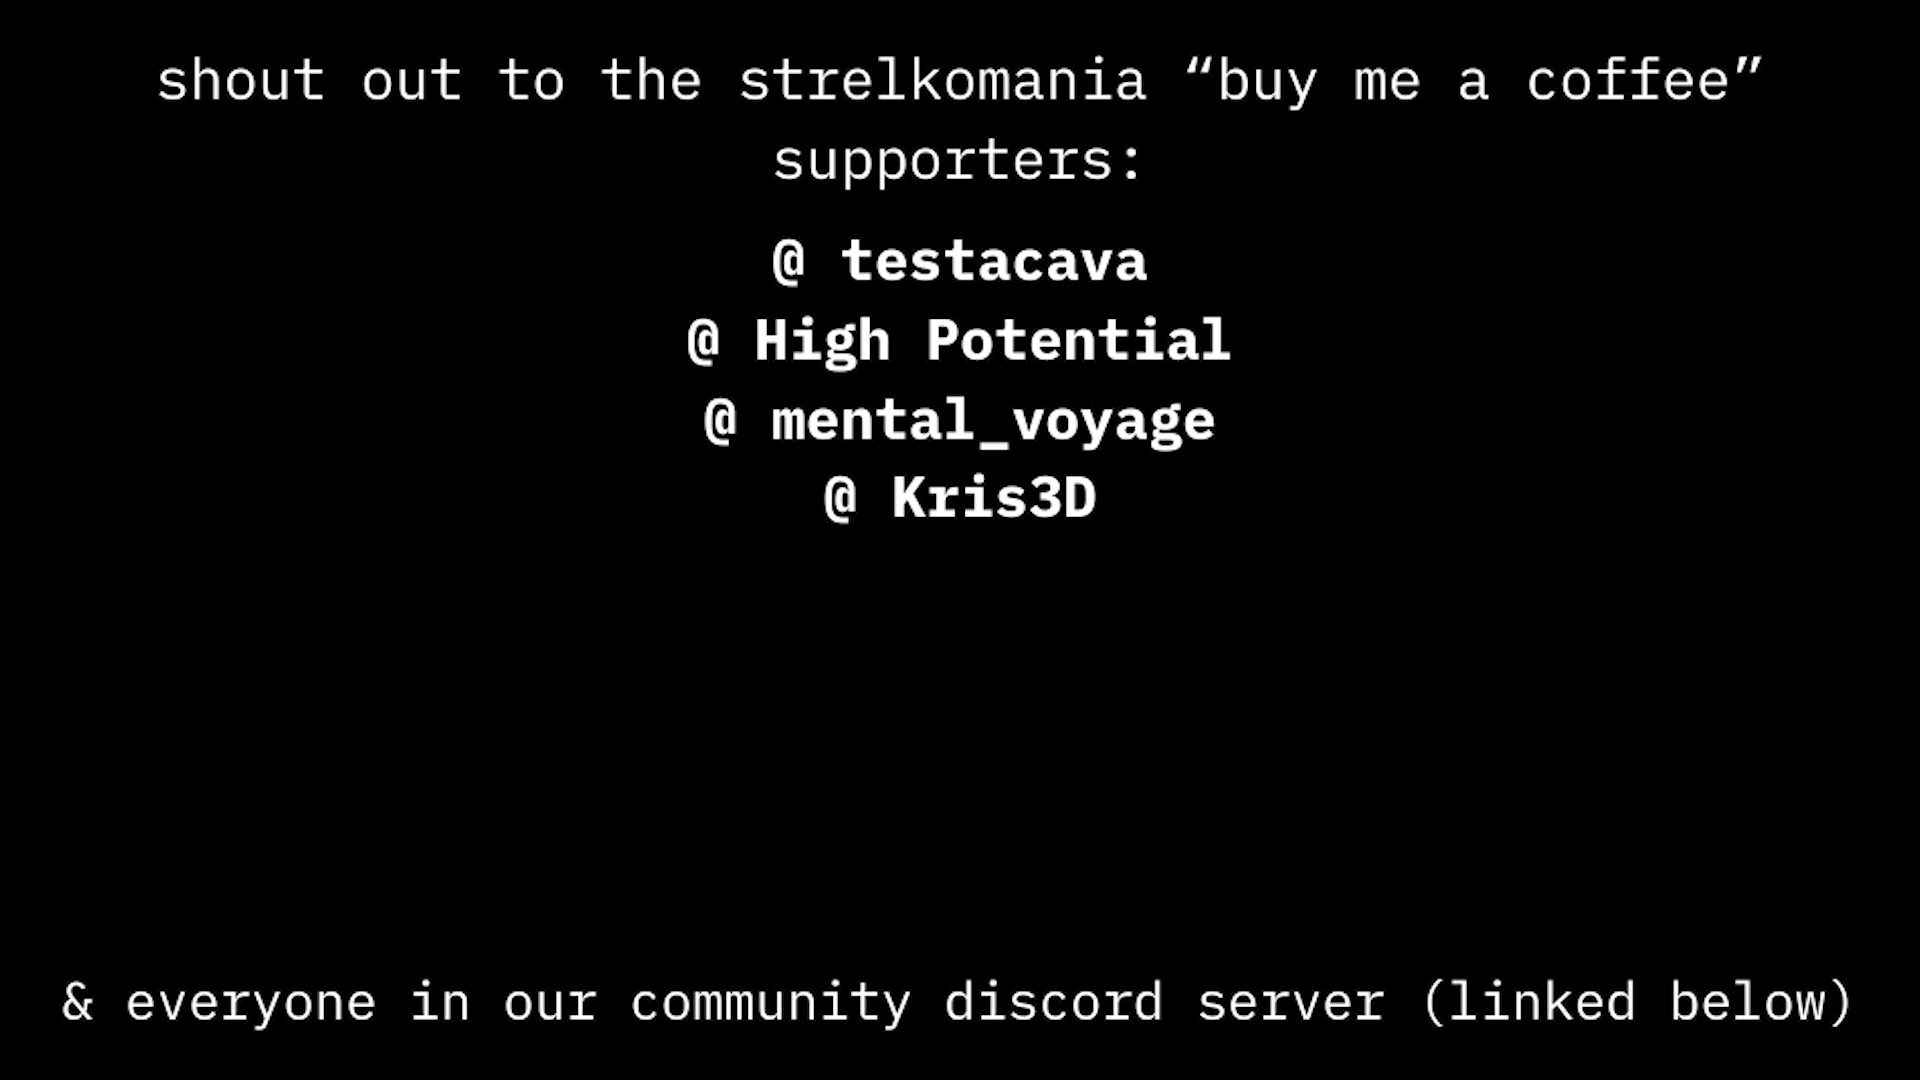 shout out to the strelkomania “buy me a coffee”
supporters:
@ testacava
@ High Potential
@ mental_voyage
@ Kris3D
& everyone in our community discord server (linked below)